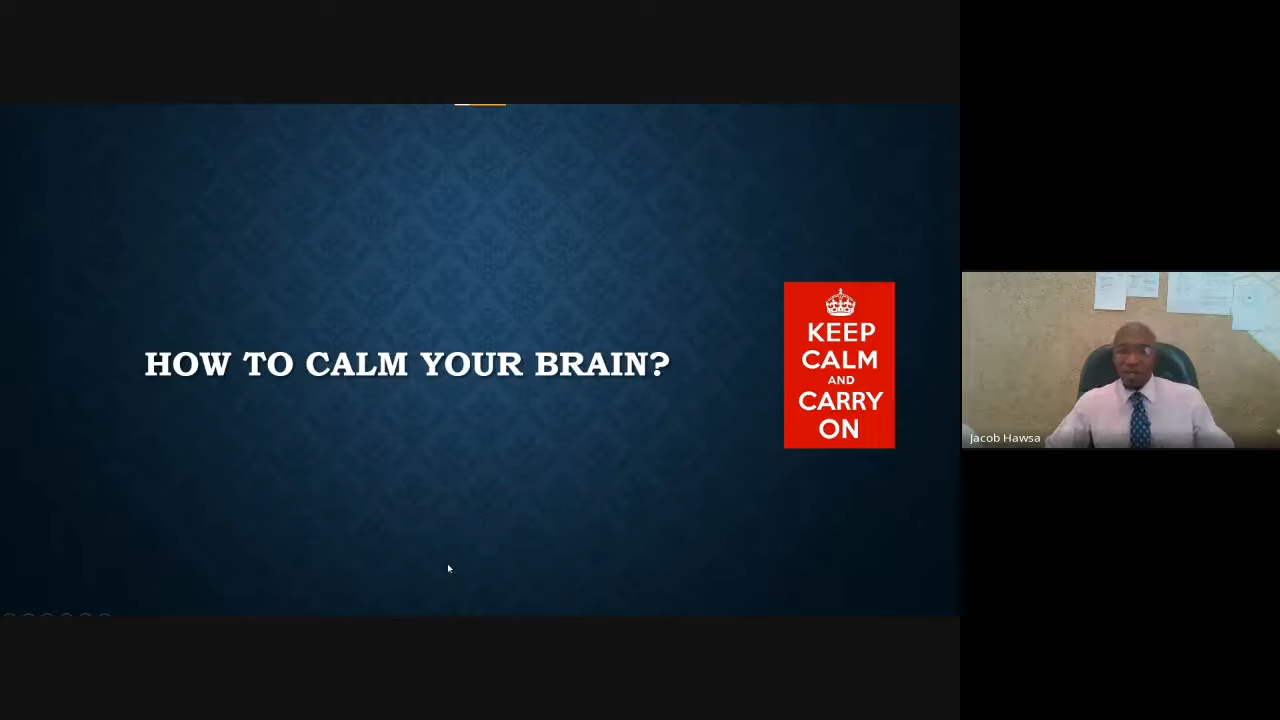 HOW TO CALM YOUR BRAIN?
KEEP
CALM
AND
CARRY
ON
Jacob Hawsa